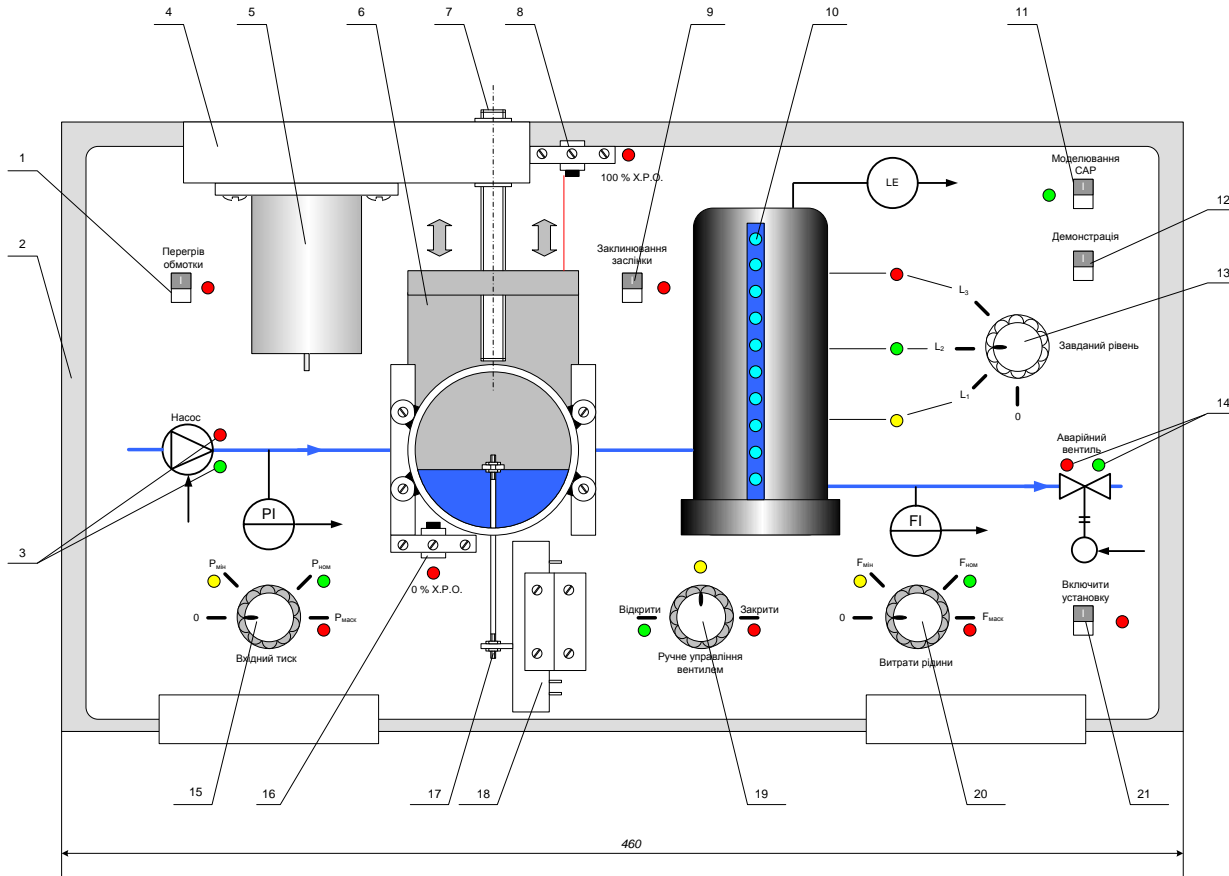 4
5
6
7
8
9
10
11
1
2
3
12
13
14
100 % Х.Р.О.
LE
Моделювання
САР
I
Демонстрація
I
Перегрів
обмотки
I
Заклинювання
заслінки
I
L₃
L₂
L₁
0
Завданий рівень
Насос
PI
FI
Аварійний
вентиль
Pмін
Pном
0
Pмаск
Вхідний тиск
0 % Х.Р.О.
Відкрити
Закрити
Ручне управління
вентилем
Fмін
Fном
0
Fмаск
Витрати рідини
Включити
установку
I
15
16
17
18
19
20
21
460